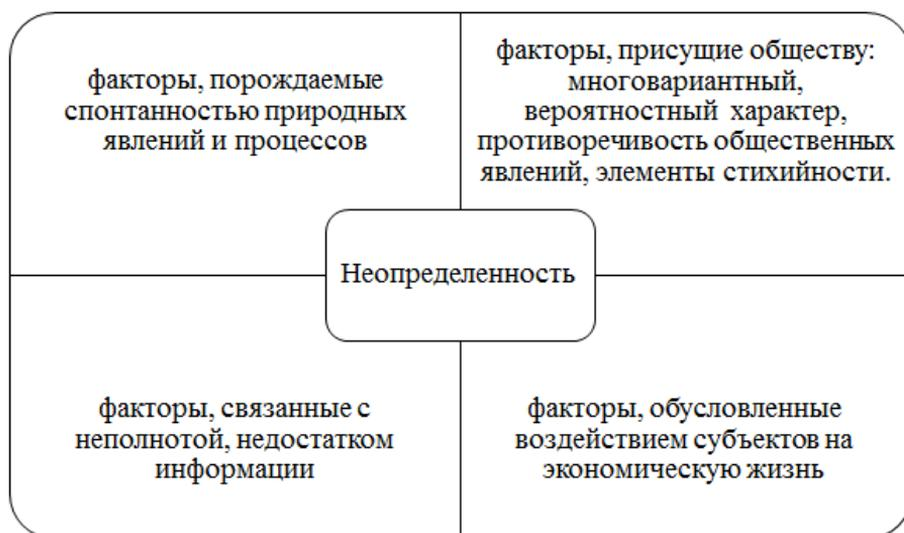 факторы, порождаемые
спонтанностью природных
явлений и процессов
факторы, присущие обществу:
многовариантный,
вероятностный характер,
противоречивость общественных
явлений, элементы стихийности.
Неопределенность
факторы, связанные с
неполнотой, недостатком
информации
факторы, обусловленные
воздействием субъектов на
экономическую жизнь